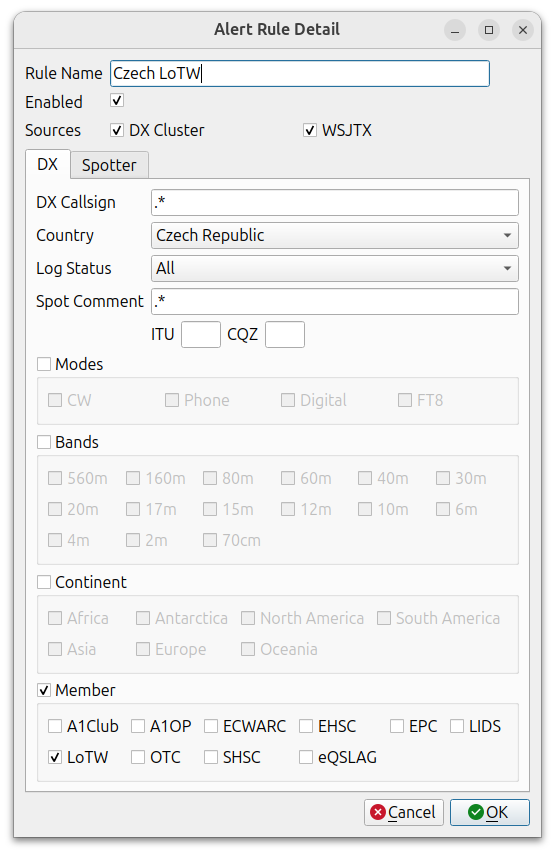 Alert Rule Detail
Rule Name Czech LoTW
Enabled
Sources DX Cluster WSJTX
DX Spotter
DX Callsign .*
Country Czech Republic
Log Status All
Spot Comment .*
ITU CQZ
Modes
CW Phone Digital FT8
Bands
560m 160m 80m 60m 40m 30m
20m 17m 15m 12m 10m 6m
4m 2m 70cm
Continent
Africa Antarctica North America South America
Asia Europe Oceania
Member
A1Club A1OP ECWARC EHSC EPC LIDS
LoTW OTC SHSC eQSLAG
Cancel OK